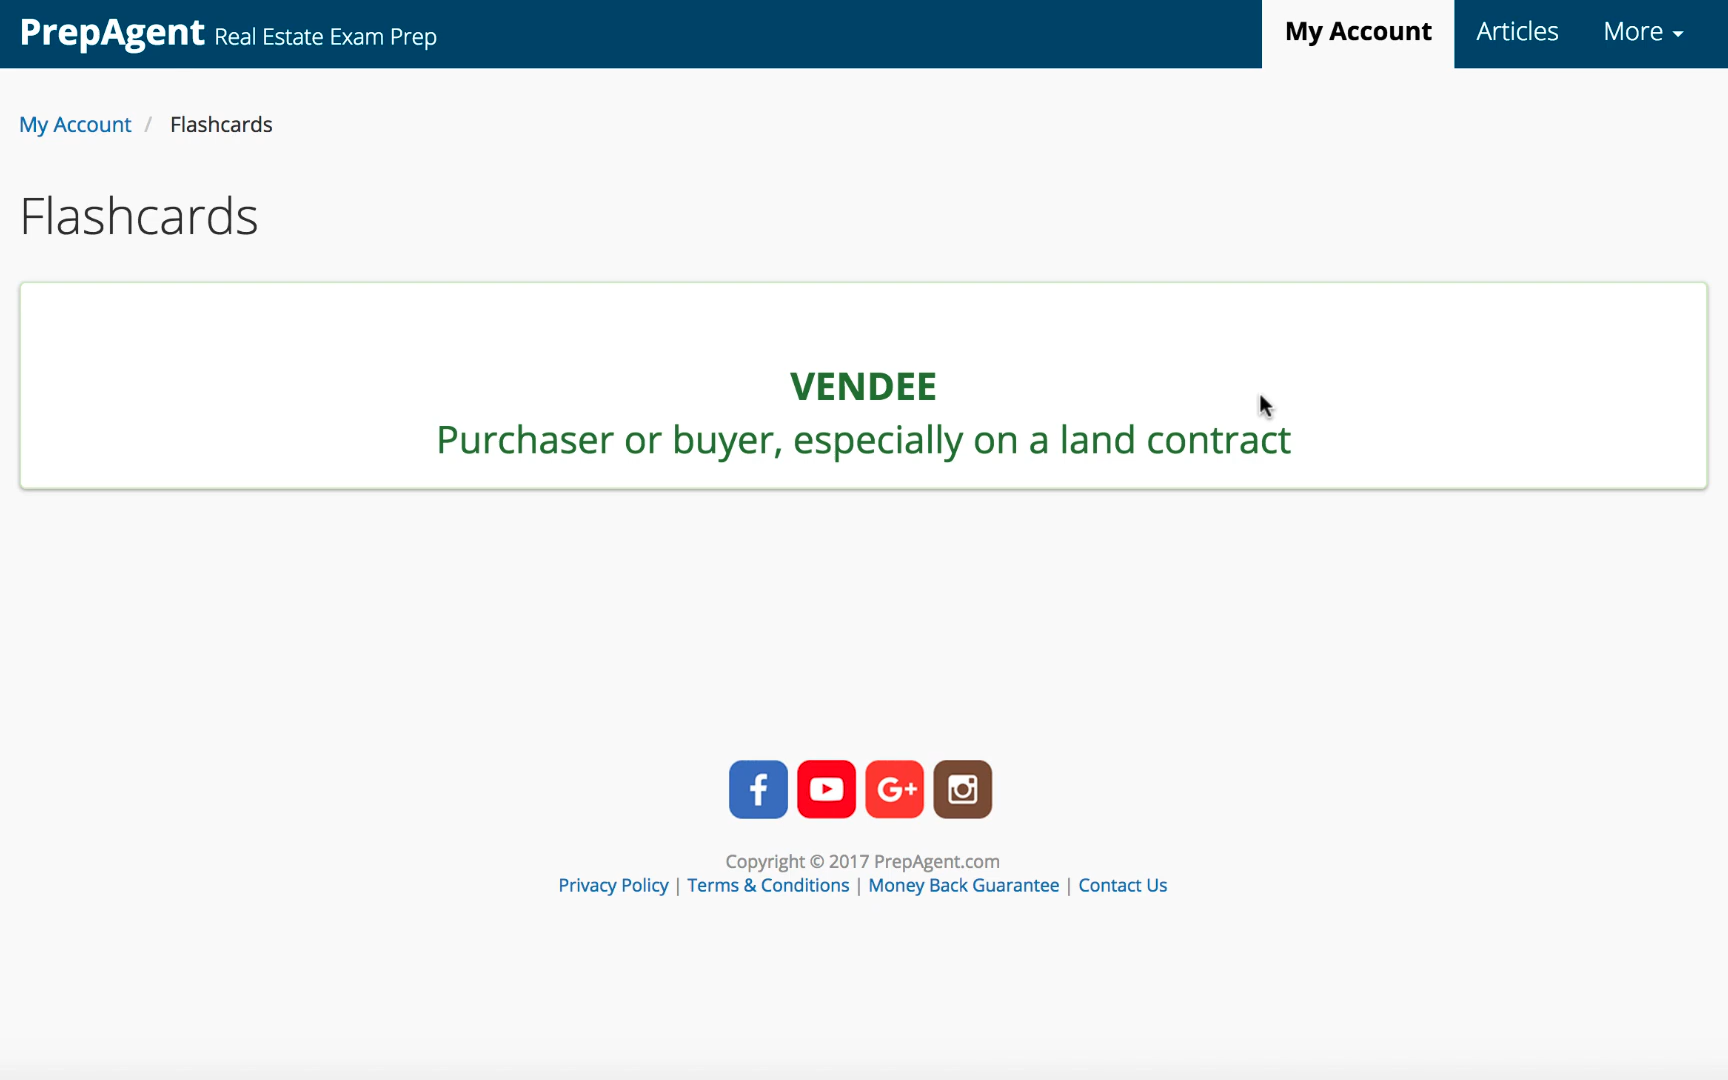 PrepAgent Real Estate Exam Prep
My Account
Articles
More
My Account / Flashcards
Flashcards
VENDEE
Purchaser or buyer, especially on a land contract
f
G+
Copyright © 2017 PrepAgent.com
Privacy Policy | Terms & Conditions | Money Back Guarantee | Contact Us